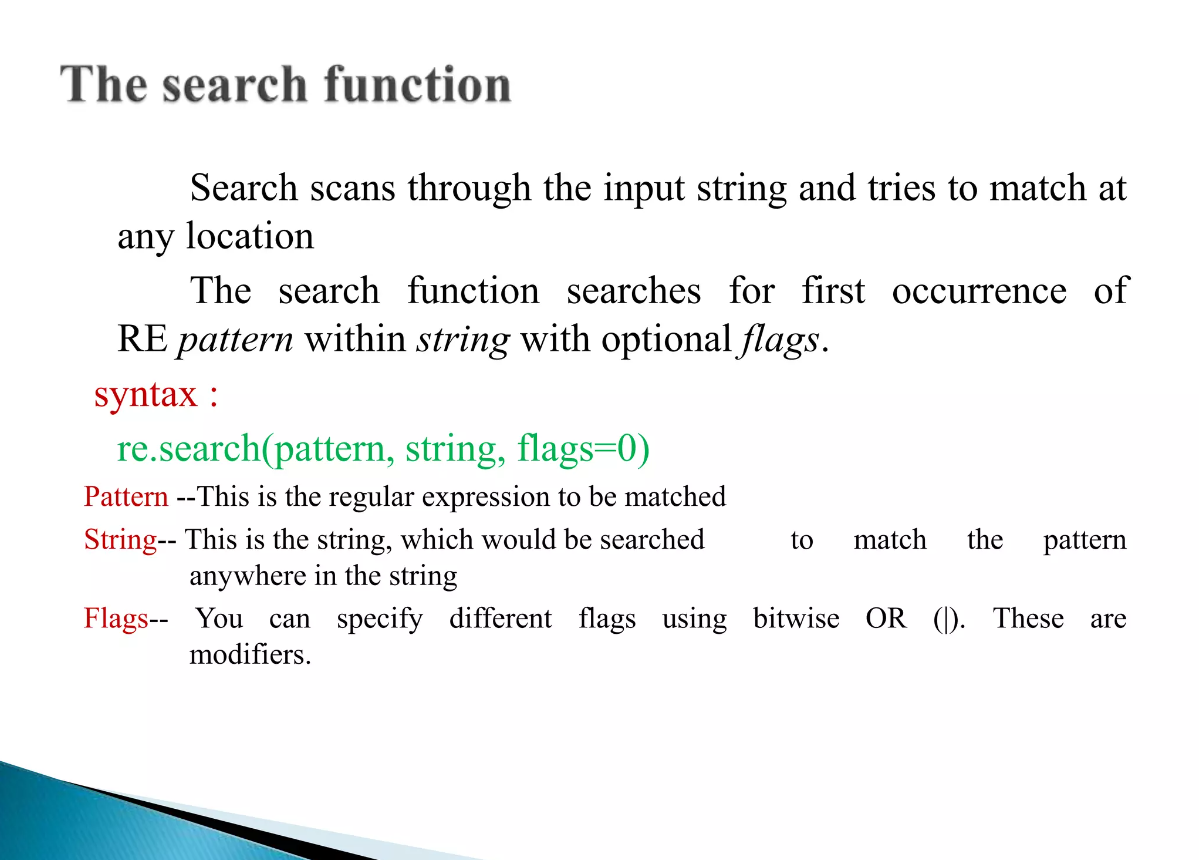 The search function
Search scans through the input string and tries to match at
any location
The search function searches for first occurrence of
RE pattern within string with optional flags.
syntax :
re.search(pattern, string, flags=0)
Pattern --This is the regular expression to be matched
String-- This is the string, which would be searched to match the pattern
anywhere in the string
Flags-- You can specify different flags using bitwise OR (|). These are
modifiers.